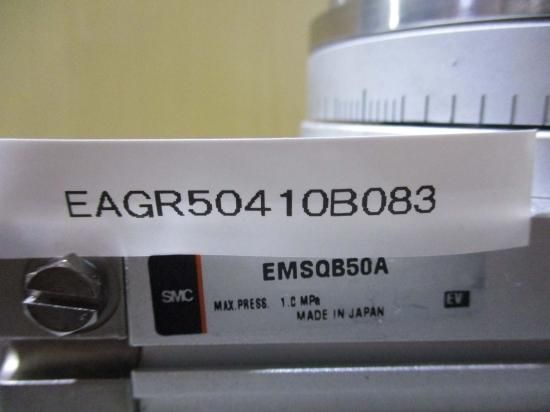 EAGR50410B083
EMSQB50A
SMC
MAX.PRESS. 1.0 MPa
EV
MADE IN JAPAN